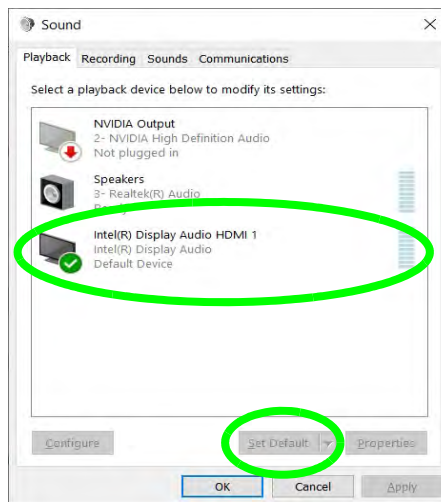 Sound
Playback Recording Sounds Communications
Select a playback device below to modify its settings:
NVIDIA Output
2- NVIDIA High Definition Audio
Not plugged in
Speakers
3- Realtek(R) Audio
Intel(R) Display Audio HDMI 1
Intel(R) Display Audio
Default Device
Configure Set Default Properties
OK Cancel Apply